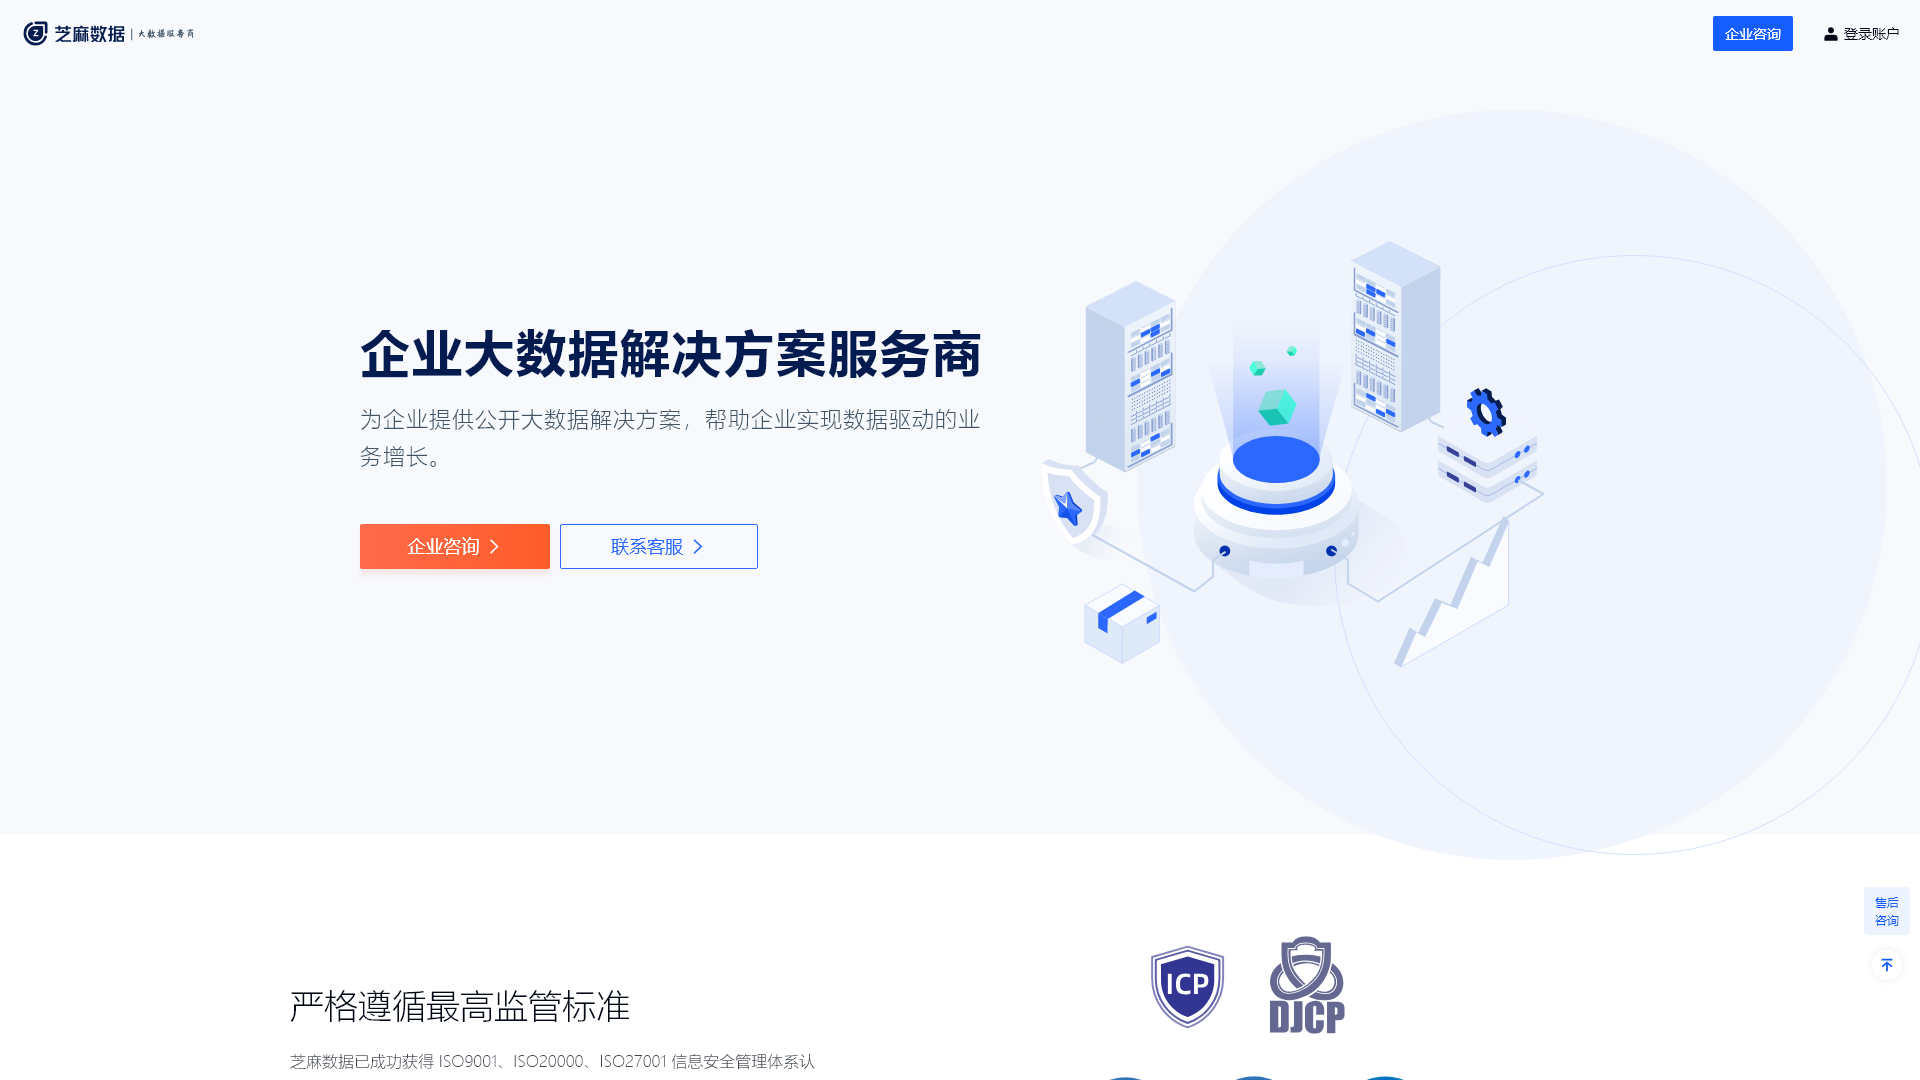 芝麻数据 | 大数据服务商
企业咨询
登录账户
企业大数据解决方案服务商
为企业提供公开大数据解决方案，帮助企业实现数据驱动的业
务增长。
企业咨询
联系客服
售后
咨询
ICP
DJCP
严格遵循最高监管标准
芝麻数据已成功获得 ISO9001、ISO20000、ISO27001 信息安全管理体系认